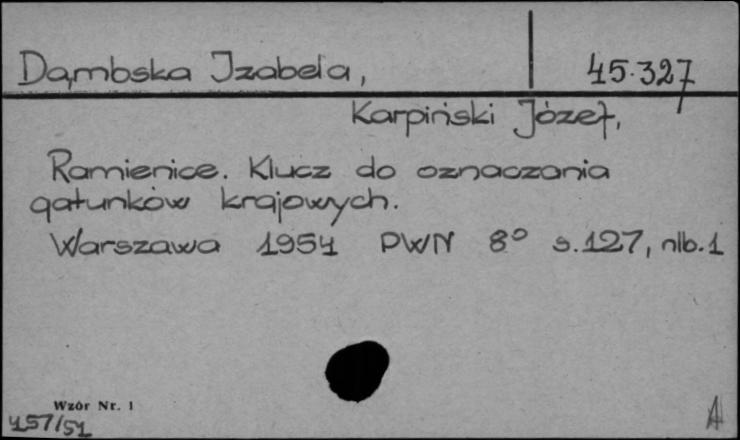 Dąmbska Izabela, 45.327
Karpiński Józef,
Ramienice. Klucz do oznaczania
gatunków krajowych.
Warszawa 1954 PWN 8° s.127, nlb.1
Wzór Nr. 1
457/51
A